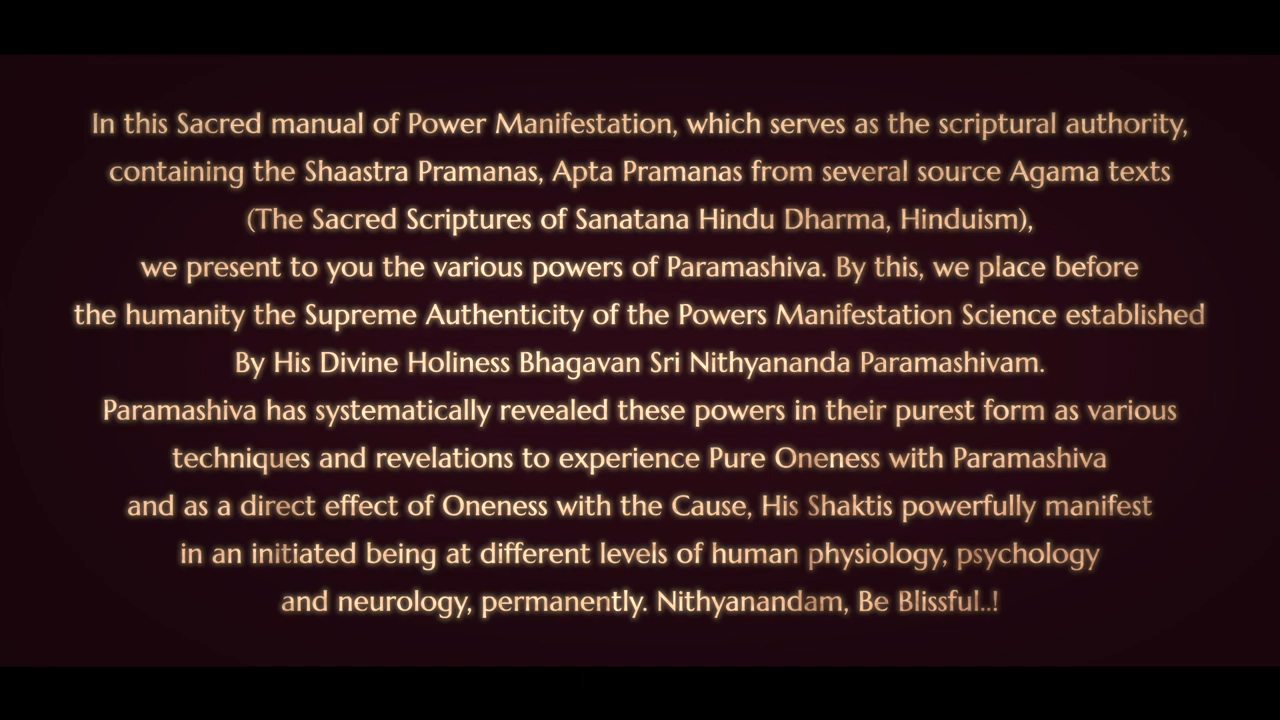 In this Sacred manual of Power Manifestation, which serves as the scriptural authority,
containing the Shaastra Pramanas, Apta Pramanas from several source Agama texts
(The Sacred Scriptures of Sanatana Hindu Dharma, Hinduism),
we present to you the various powers of Paramashiva. By this, we place before
the humanity the Supreme Authenticity of the Powers Manifestation Science established
By His Divine Holiness Bhagavan Sri Nithyananda Paramashivam.
Paramashiva has systematically revealed these powers in their purest form as various
techniques and revelations to experience Pure Oneness with Paramashiva
and as a direct effect of Oneness with the Cause, His Shaktis powerfully manifest
in an initiated being at different levels of human physiology, psychology
and neurology, permanently. Nithyanandam, Be Blissful..!